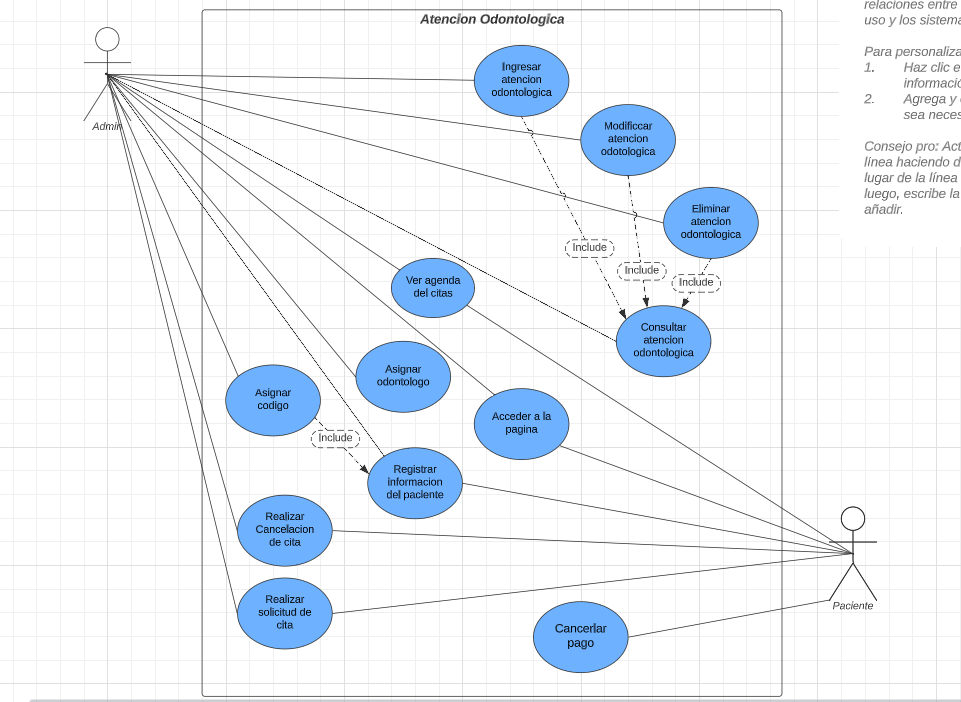 Atencion Odontologica
Admin
Ingresar
atencion
odontologica
Modificcar
atencion
odotologica
Eliminar
atencion
odontologica
Include
Include
Include
Ver agenda
del citas
Consultar
atencion
odontologica
Asignar
odontologo
Asignar
codigo
Acceder a la
pagina
Include
Registrar
informacion
del paciente
Realizar
Cancelacion
de cita
Realizar
solicitud de
cita
Cancerlar
pago
Paciente
relaciones entre
uso y los sistema
Para personaliza
1. Haz clic e
informació
2. Agrega y
sea neces
Consejo pro: Act
línea haciendo d
lugar de la línea
luego, escribe la
añadir.